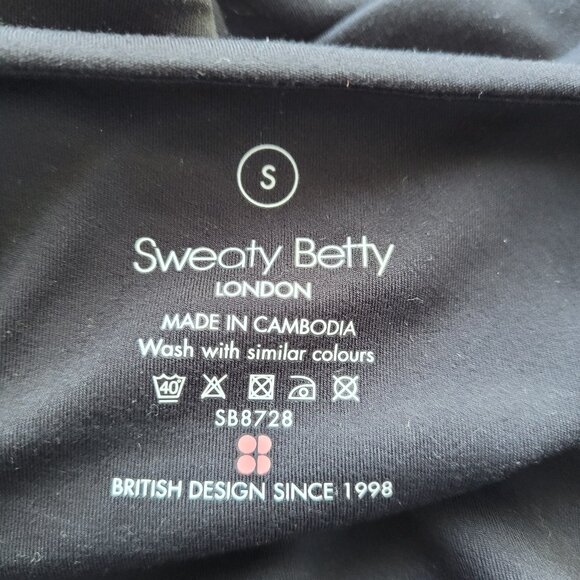 S
Sweaty Betty
LONDON
MADE IN CAMBODIA
Wash with similar colours
40
SB8728
BRITISH DESIGN SINCE 1998